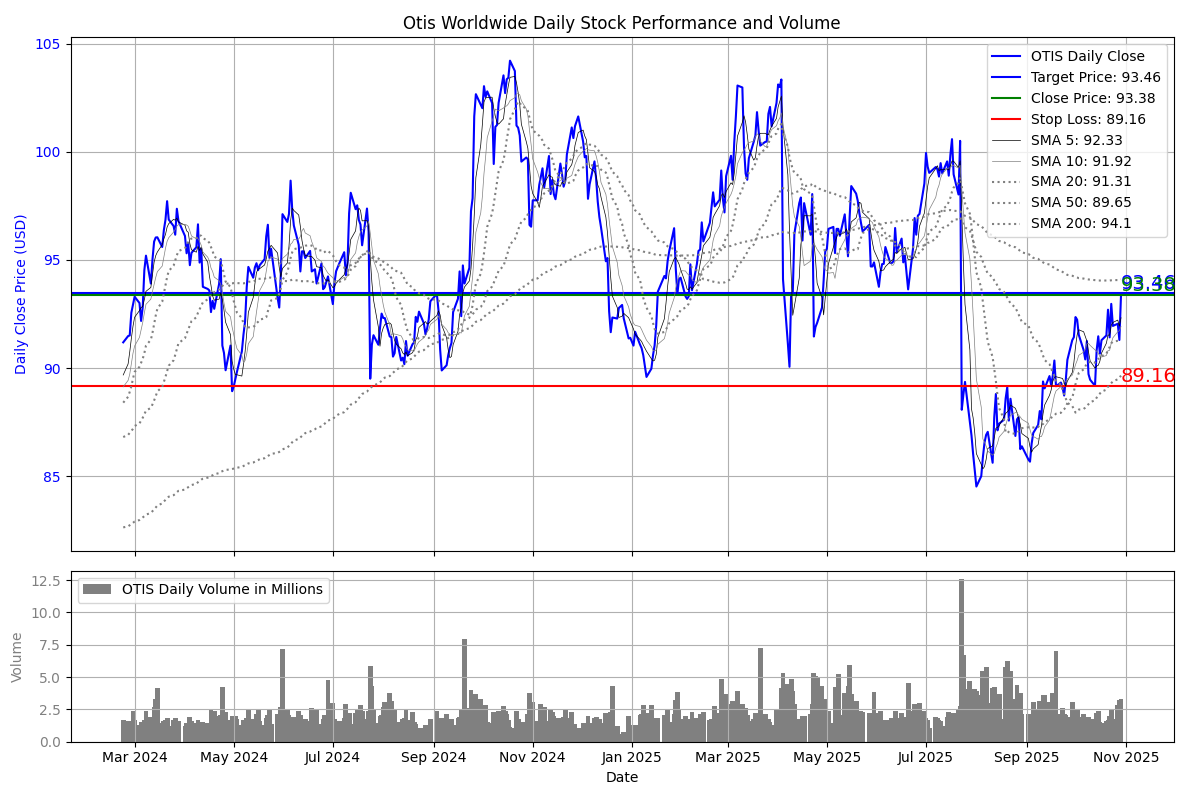 Otis Worldwide Daily Stock Performance and Volume
105
100
95
90
85
Daily Close Price (USD)
OTIS Daily Close
Target Price: 93.46
Close Price: 93.38
Stop Loss: 89.16
SMA 5: 92.33
SMA 10: 91.92
SMA 20: 91.31
SMA 50: 89.65
SMA 200: 94.1
93.46
93.38
89.16
12.5
10.0
7.5
5.0
2.5
0.0
Volume
OTIS Daily Volume in Millions
Mar 2024
May 2024
Jul 2024
Sep 2024
Nov 2024
Jan 2025
Mar 2025
May 2025
Jul 2025
Sep 2025
Nov 2025
Date